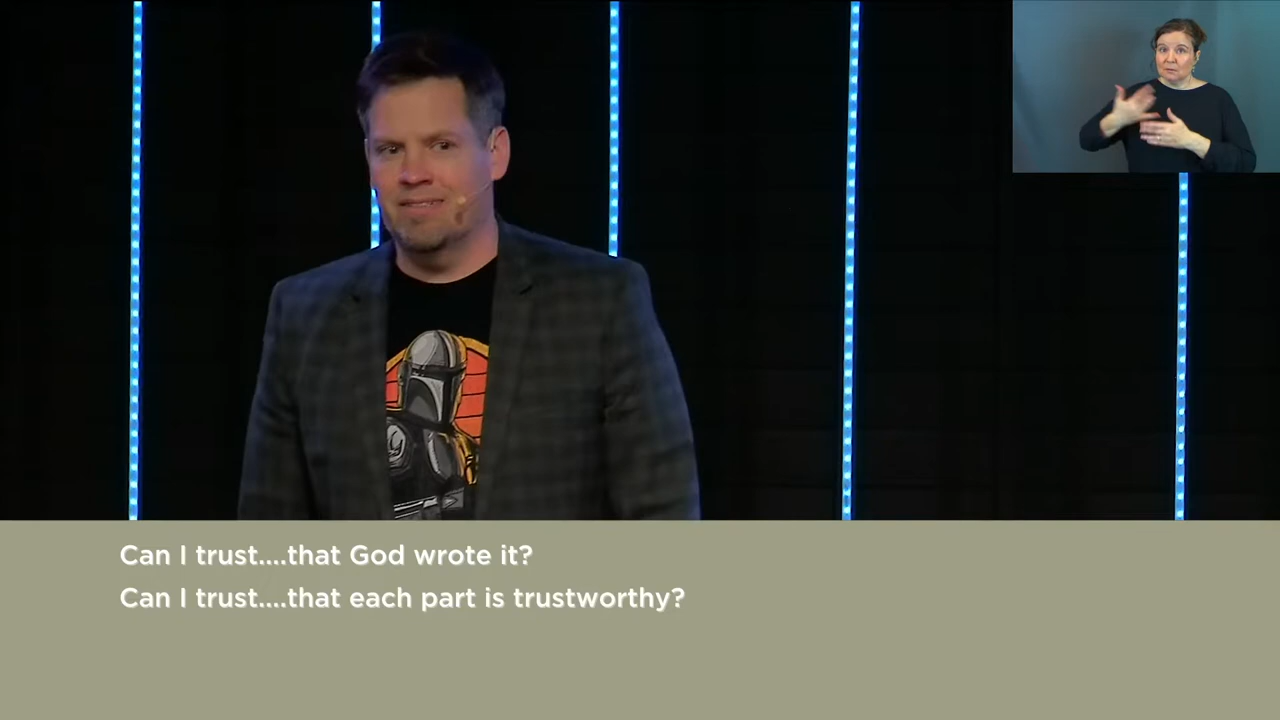 Can I trust....that God wrote it?
Can I trust....that each part is trustworthy?